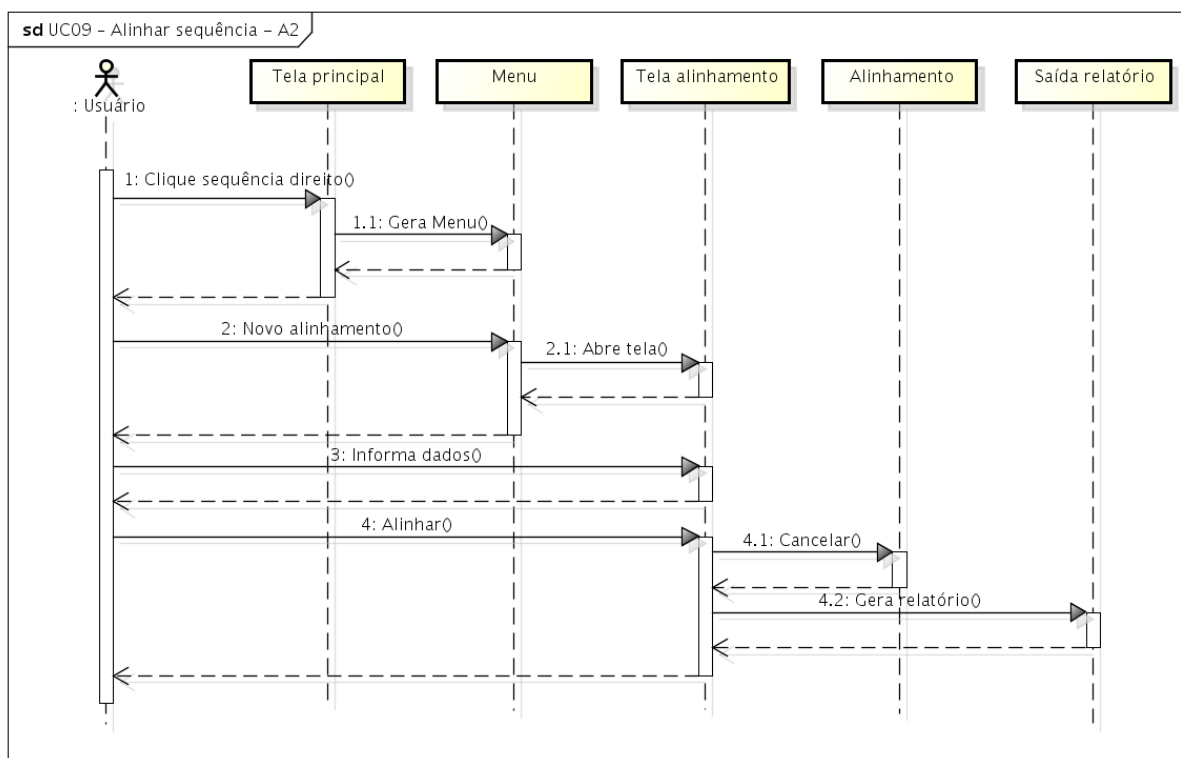 sd UC09 – Alinhar sequência – A2
: Usuário
Tela principal
Menu
Tela alinhamento
Alinhamento
Saída relatório
1: Clique sequência direito()
1.1: Gera Menu()
2: Novo alinhamento()
2.1: Abre tela()
3: Informa dados()
4: Alinhar()
4.1: Cancelar()
4.2: Gera relatório()